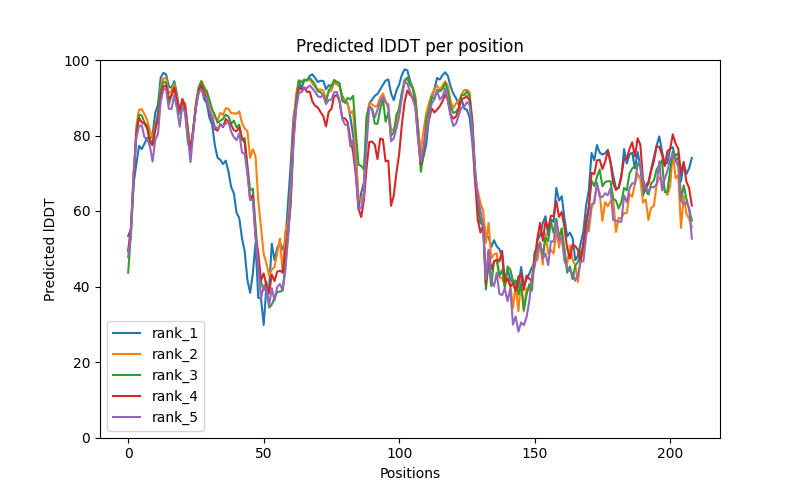 Predicted lDDT per position
Predicted lDDT
100
80
60
40
20
0
rank_1
rank_2
rank_3
rank_4
rank_5
0 50 100 150 200
Positions